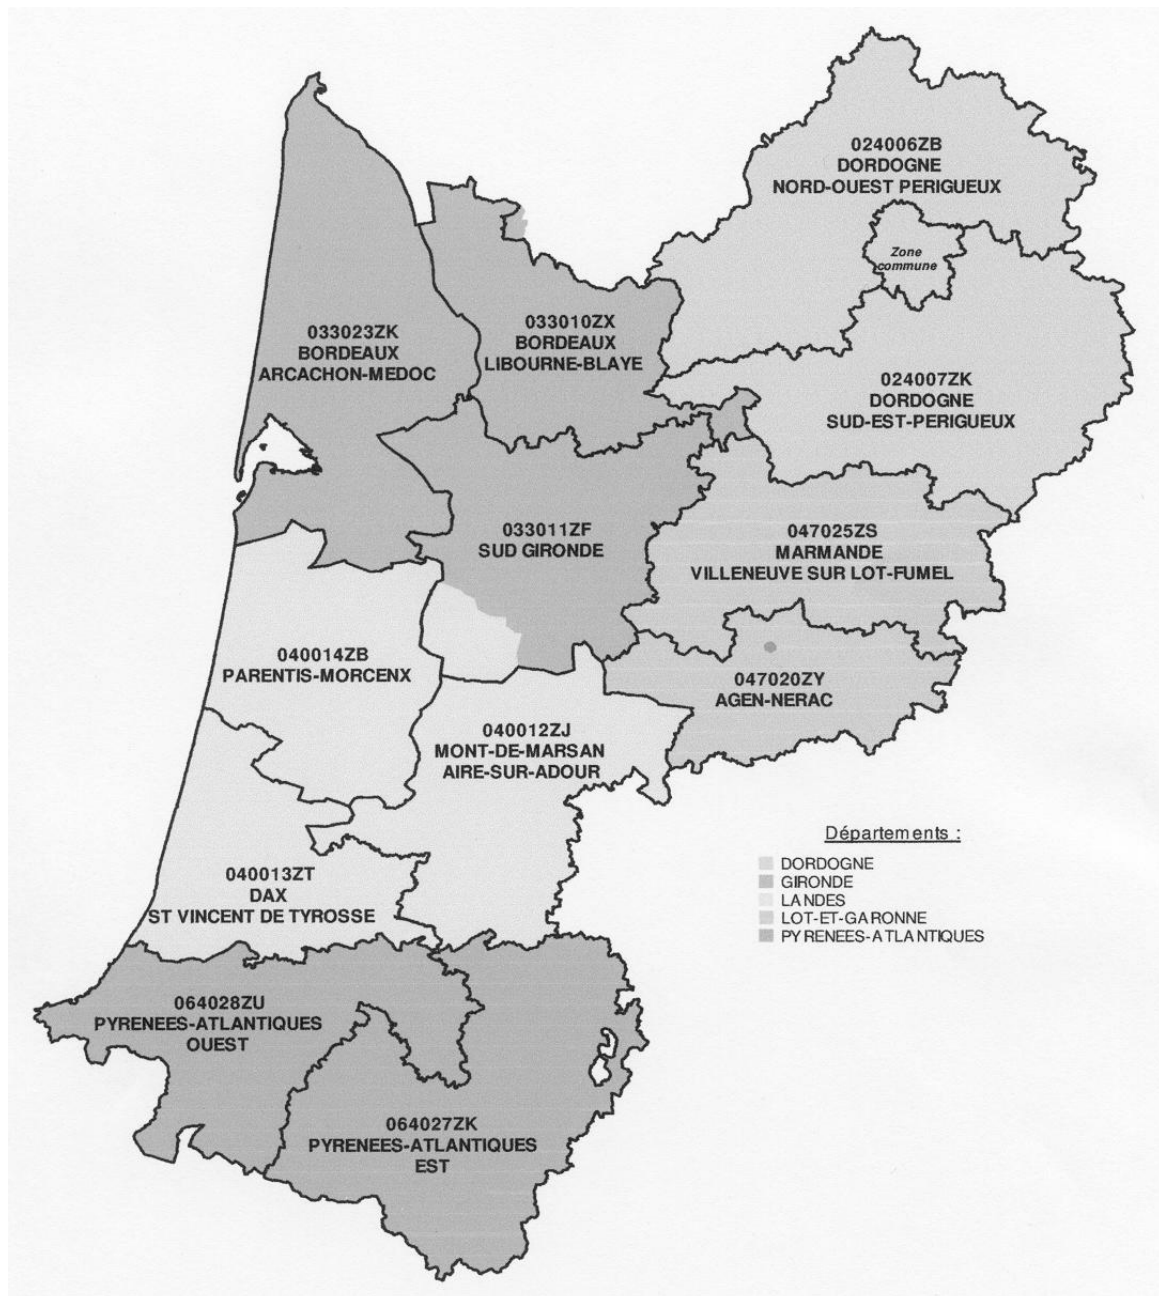 024006ZB
DORDOGNE
NORD-OUEST PERIGUEUX
Zone
commune
033023ZK
BORDEAUX
ARCACHON-MEDOC
033010ZX
BORDEAUX
LIBOURNE-BLAYE
024007ZK
DORDOGNE
SUD-EST-PERIGUEUX
033011ZF
SUD GIRONDE
047025ZS
MARMANDE
VILLENEUVE SUR LOT-FUMEL
040014ZB
PARENTIS-MORCENX
047020ZY
AGEN-NERAC
040012ZJ
MONT-DE-MARSAN
AIRE-SUR-ADOUR
040013ZT
DAX
ST VINCENT DE TYROSSE
Départements :
DORDOGNE
GIRONDE
LANDES
LOT-ET-GARONNE
PYRENEES-ATLANTIQUES
064028ZU
PYRENEES-ATLANTIQUES
OUEST
064027ZK
PYRENEES-ATLANTIQUES
EST